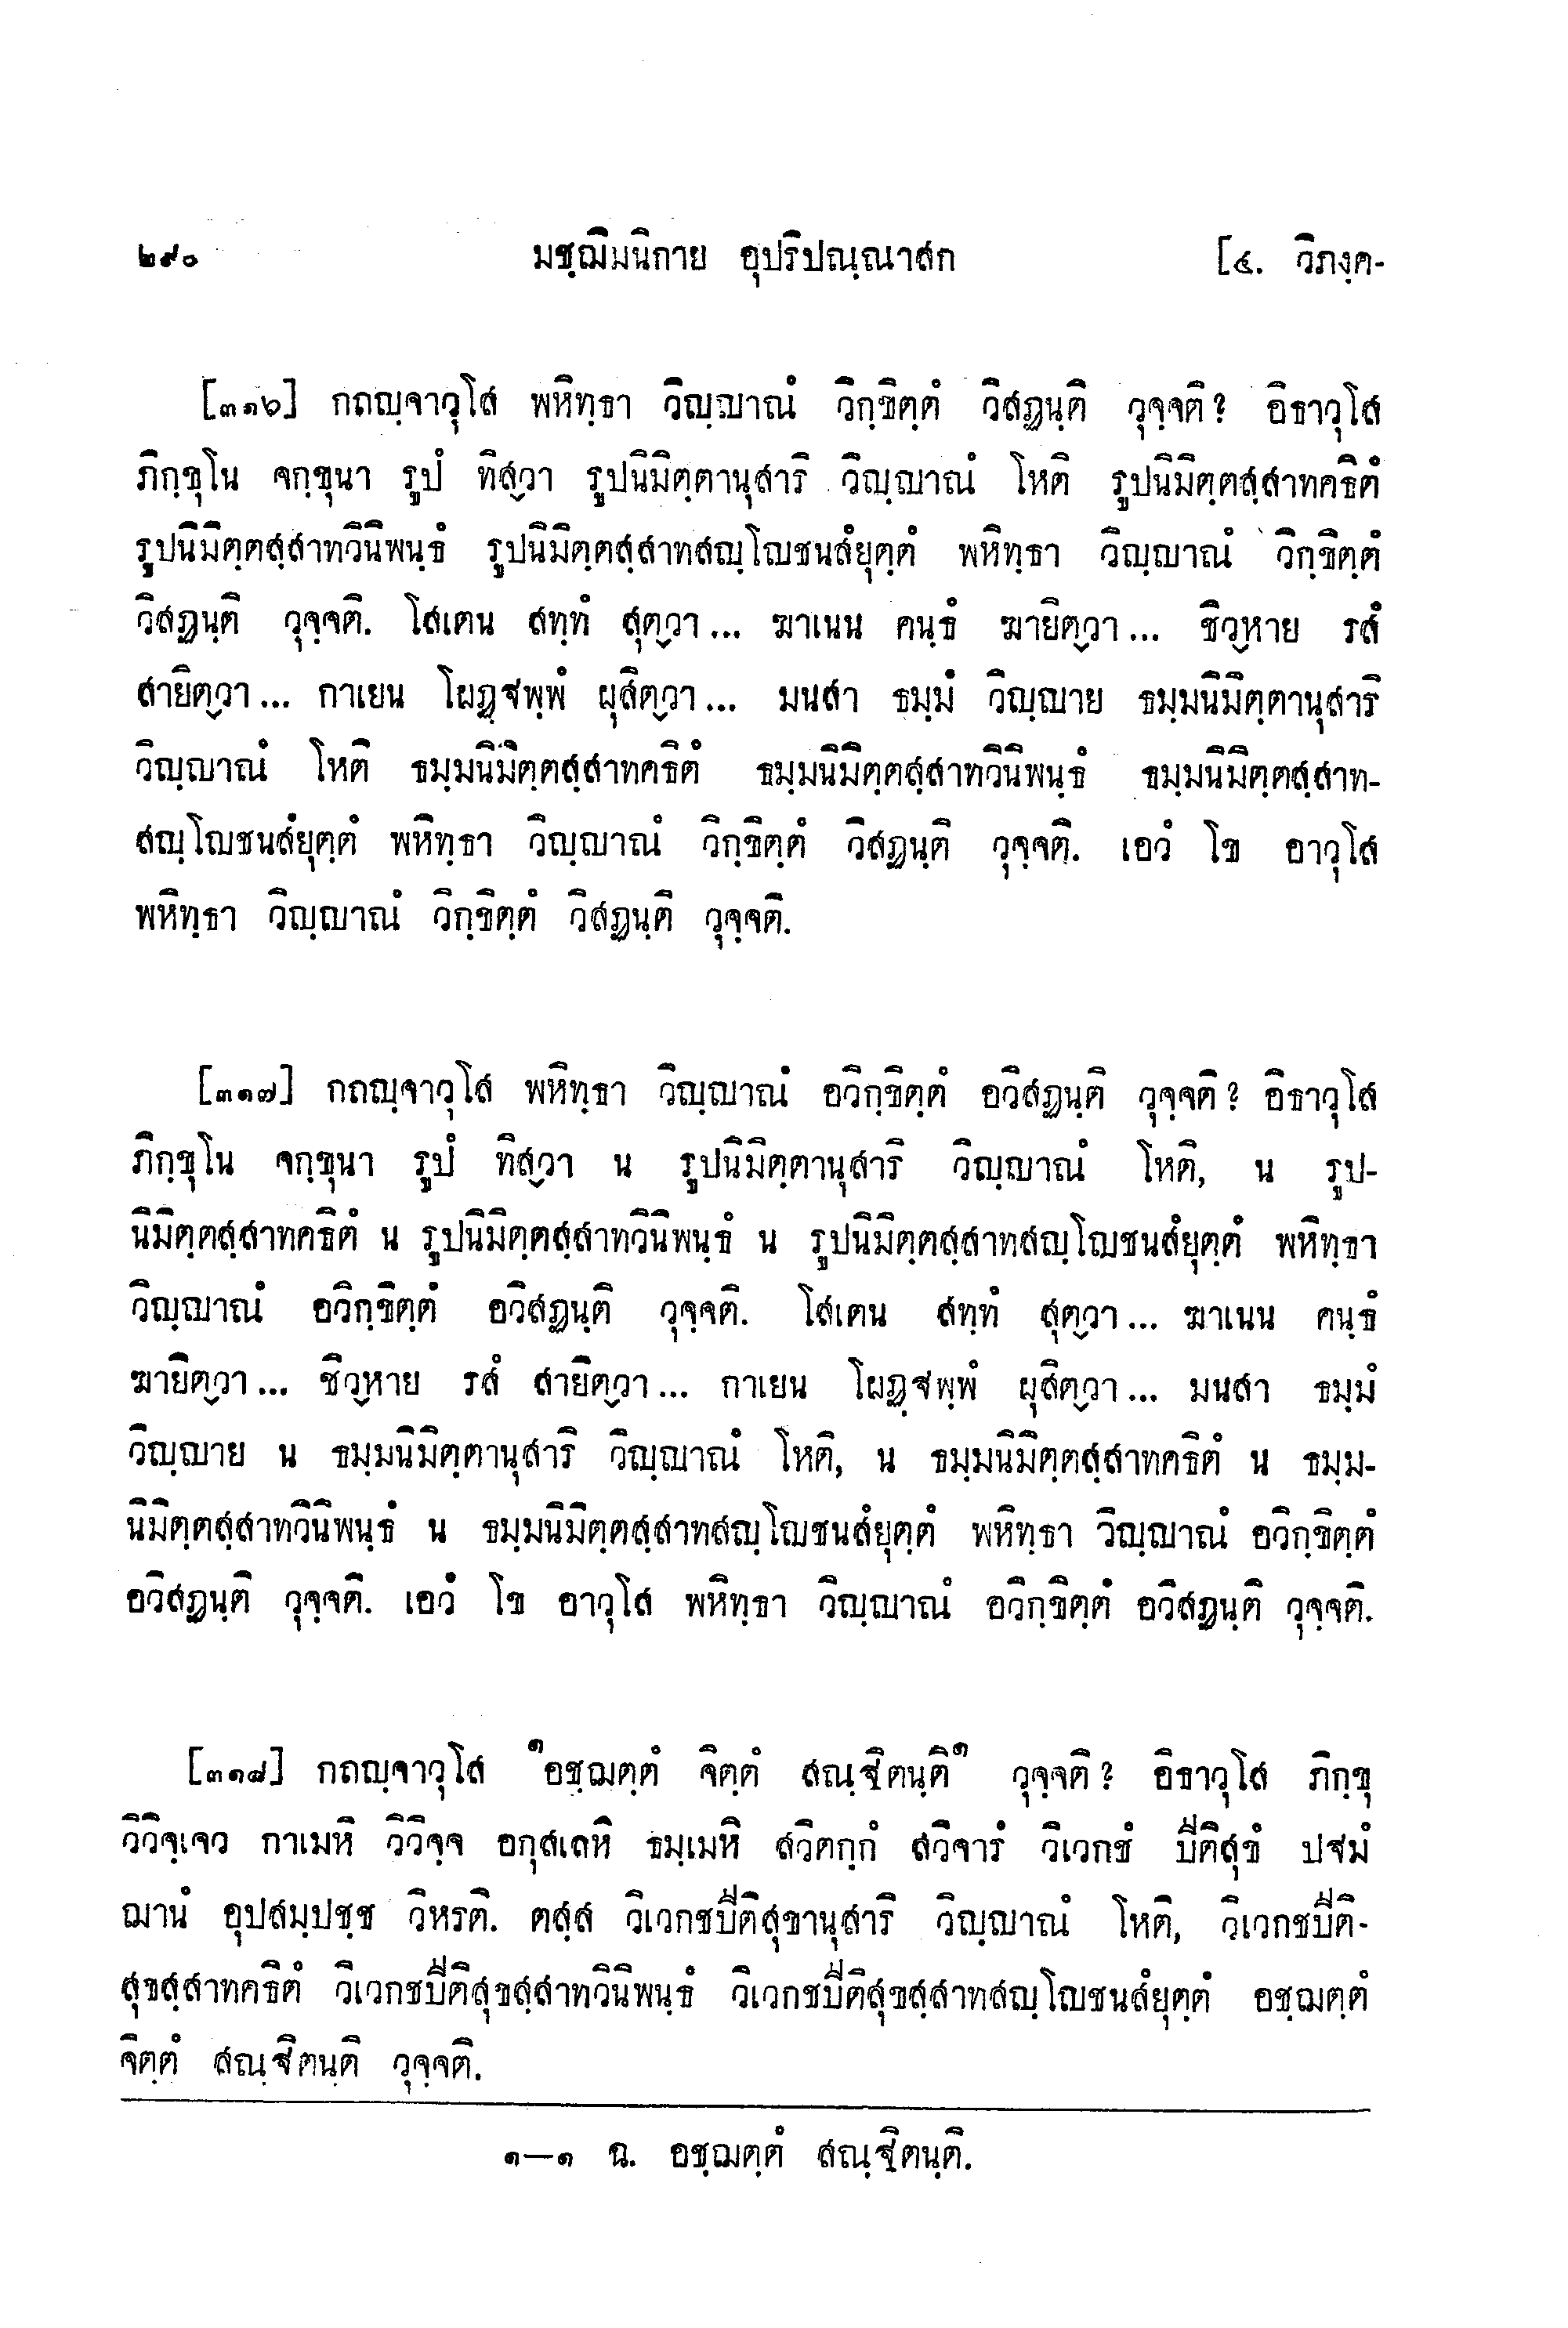 ๒๙๐ มชฺฌิมนิกาย อุปริปณฺณาสก [๔. วิภงฺค-
[๓๑๖] กถญฺจาวุโส พหิทฺธา วิญฺญาณํ วิกฺขิตฺตํ วิสฏนฺติ วุจฺจติ? อิธาวุโส
ภิกฺขุโน จกฺขุนา รูปํ ทิสฺวา รูปนิมิตฺตานุสาริ วิญฺญาณํ โหติ รูปนิมิตฺตสฺสาทคธิตํ
รูปนิมิตฺตสฺสาทวินิพนฺธํ รูปนิมิตฺตสฺสาทสญฺโญชนสํยุตฺตํ พหิทฺธา วิญฺญาณํ วิกฺขิตฺตํ
วิสฏนฺติ วุจฺจติ. โสเตน สทฺทํ สุตฺวา... ฆาเนน คนฺธํ ฆายิตฺวา... ชิวฺหาย รสํ
สายิตฺวา... กาเยน โผฏฺฐพฺพํ ผุสิตฺวา... มนสา ธมฺมํ วิญฺญาย ธมฺมนิมิตฺตานุสาริ
วิญฺญาณํ โหติ ธมฺมนิมิตฺตสฺสาทคธิตํ ธมฺมนิมิตฺตสฺสาทวินิพนฺธํ ธมฺมนิมิตฺตสฺสาท-
สญฺโญชนสํยุตฺตํ พหิทฺธา วิญฺญาณํ วิกฺขิตฺตํ วิสฏนฺติ วุจฺจติ. เอวํ โข อาวุโส
พหิทฺธา วิญฺญาณํ วิกฺขิตฺตํ วิสฏนฺติ วุจฺจติ.
[๓๑๗] กถญฺจาวุโส พหิทฺธา วิญฺญาณํ อวิกฺขิตฺตํ อวิสฏนฺติ วุจฺจติ? อิธาวุโส
ภิกฺขุโน จกฺขุนา รูปํ ทิสฺวา น รูปนิมิตฺตานุสาริ วิญฺญาณํ โหติ, น รูป-
นิมิตฺตสฺสาทคธิตํ น รูปนิมิตฺตสฺสาทวินิพนฺธํ น รูปนิมิตฺตสฺสาทสญฺโญชนสํยุตฺตํ พหิทฺธา
วิญฺญาณํ อวิกฺขิตฺตํ อวิสฏนฺติ วุจฺจติ. โสเตน สทฺทํ สุตฺวา... ฆาเนน คนฺธํ
ฆายิตฺวา... ชิวฺหาย รสํ สายิตฺวา... กาเยน โผฏฺฐพฺพํ ผุสิตฺวา... มนสา ธมฺมํ
วิญฺญาย น ธมฺมนิมิตฺตานุสาริ วิญฺญาณํ โหติ, น ธมฺมนิมิตฺตสฺสาทคธิตํ น ธมฺม-
นิมิตฺตสฺสาทวินิพนฺธํ น ธมฺมนิมิตฺตสฺสาทสญฺโญชนสํยุตฺตํ พหิทฺธา วิญฺญาณํ อวิกฺขิตฺตํ
อวิสฏนฺติ วุจฺจติ. เอวํ โข อาวุโส พหิทฺธา วิญฺญาณํ อวิกฺขิตฺตํ อวิสฏนฺติ วุจฺจติ.
[๓๑๘] กถญฺจาวุโส ๑อชฺฌตฺตํ จิตฺตํ สณฺฐิตนฺติ๑ วุจฺจติ? อิธาวุโส ภิกฺขุ
วิวิจฺเจว กาเมหิ วิวิจฺจ อกุสเลหิ ธมฺเมหิ สวิตกฺกํ สวิจารํ วิเวกชํ ปีติสุขํ ปฐมํ
ฌานํ อุปสมฺปชฺช วิหรติ. ตสฺส วิเวกชปีติสุขานุสาริ วิญฺญาณํ โหติ, วิเวกชปีติ-
สุขสฺสาทคธิตํ วิเวกชปีติสุขสฺสาทวินิพนฺธํ วิเวกชปีติสุขสฺสาทสญฺโญชนสํยุตฺตํ อชฺฌตฺตํ
จิตฺตํ สณฺฐิตนฺติ วุจฺจติ.
๑—๑ ฉ. อชฺฌตฺตํ สณฺฐิตนฺติ.